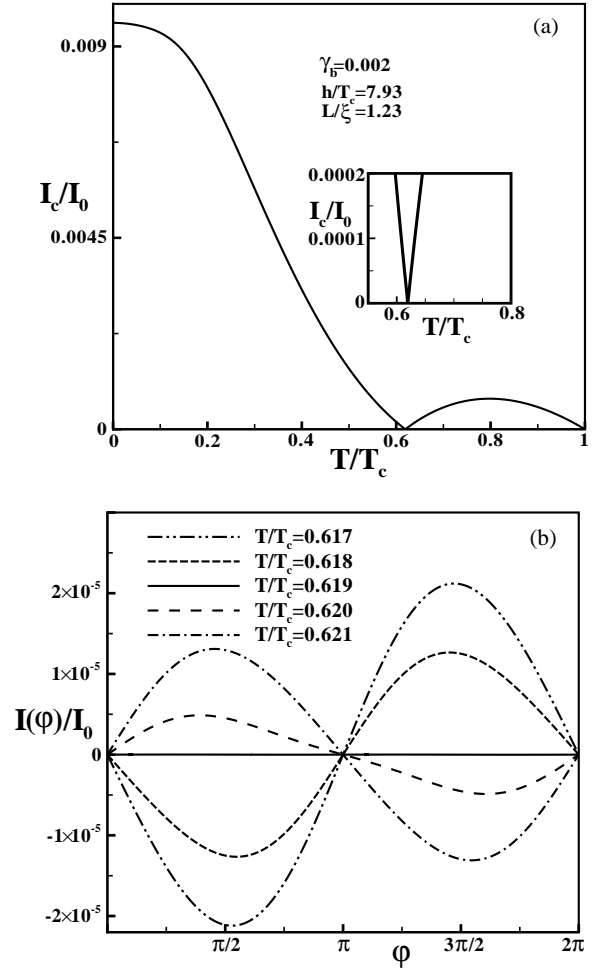 (a)
0.009
γb=0.002
h/Tc=7.93
L/ξ=1.23
Ic/I0
0.0045
0
0 0.2 0.4 0.6 0.8 1
T/Tc
0.0002
Ic/I0
0.0001
0
0.6 0.8
T/Tc
(b)
T/Tc=0.617
T/Tc=0.618
T/Tc=0.619
T/Tc=0.620
T/Tc=0.621
2×10-5
1×10-5
I(φ)/I0
0
-1×10-5
-2×10-5
π/2 π 3π/2 2π
φ